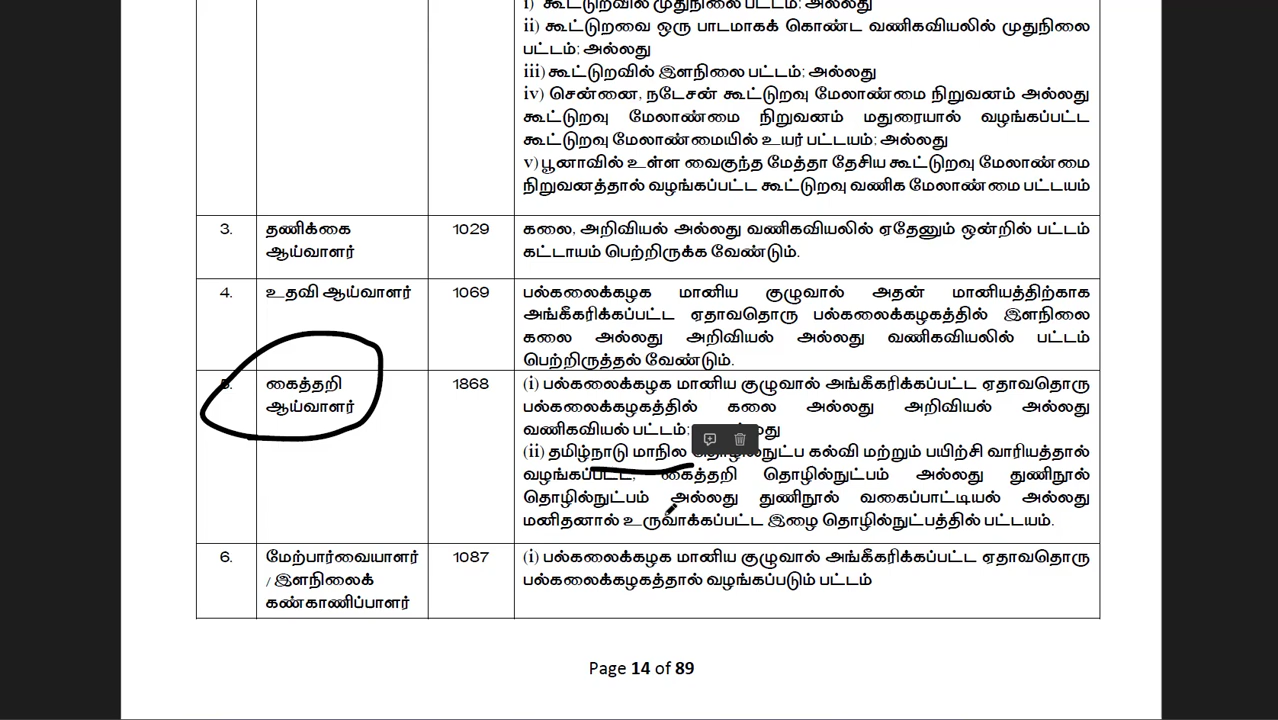 i) கூட்டுறவில் முதுநிலை பட்டம்; அல்லது
ii) கூட்டுறவை ஒரு பாடமாகக் கொண்ட வணிகவியலில் முதுநிலை
பட்டம்; அல்லது
iii) கூட்டுறவில் இளநிலை பட்டம்; அல்லது
iv) சென்னை, நடேசன் கூட்டுறவு மேலாண்மை நிறுவனம் அல்லது
கூட்டுறவு மேலாண்மை நிறுவனம் மதுரையால் வழங்கப்பட்ட
கூட்டுறவு மேலாண்மையில் உயர் பட்டயம்; அல்லது
v) பூனாவில் உள்ள வைகுந்த மேத்தா தேசிய கூட்டுறவு மேலாண்மை
நிறுவனத்தால் வழங்கப்பட்ட கூட்டுறவு வணிக மேலாண்மை பட்டயம்
3. தணிக்கை 1029 கலை, அறிவியல் அல்லது வணிகவியலில் ஏதேனும் ஒன்றில் பட்டம்
ஆய்வாளர் கட்டாயம் பெற்றிருக்க வேண்டும்.
4. உதவி ஆய்வாளர் 1069 பல்கலைக்கழக மானிய குழுவால் அதன் மானியத்திற்காக
அங்கீகரிக்கப்பட்ட ஏதாவதொரு பல்கலைக்கழகத்தில் இளநிலை
கலை அல்லது அறிவியல் அல்லது வணிகவியலில் பட்டம்
பெற்றிருத்தல் வேண்டும்.
5. கைத்தறி 1868 (i) பல்கலைக்கழக மானிய குழுவால் அங்கீகரிக்கப்பட்ட ஏதாவதொரு
ஆய்வாளர் பல்கலைக்கழகத்தில் கலை அல்லது அறிவியல் அல்லது
வணிகவியல் பட்டம்;
(ii) தமிழ்நாடு மாநில தொழில்நுட்ப கல்வி மற்றும் பயிற்சி வாரியத்தால்
வழங்கப்பட்ட, கைத்தறி தொழில்நுட்பம் அல்லது துணிநூல்
தொழில்நுட்பம் அல்லது துணிநூல் வகைப்பாட்டியல் அல்லது
மனிதனால் உருவாக்கப்பட்ட இழை தொழில்நுட்பத்தில் பட்டயம்.
6. மேற்பார்வையாளர் 1087 (i) பல்கலைக்கழக மானிய குழுவால் அங்கீகரிக்கப்பட்ட ஏதாவதொரு
/ இளநிலைக் பல்கலைக்கழகத்தால் வழங்கப்படும் பட்டம்
கண்காணிப்பாளர்
Page 14 of 89